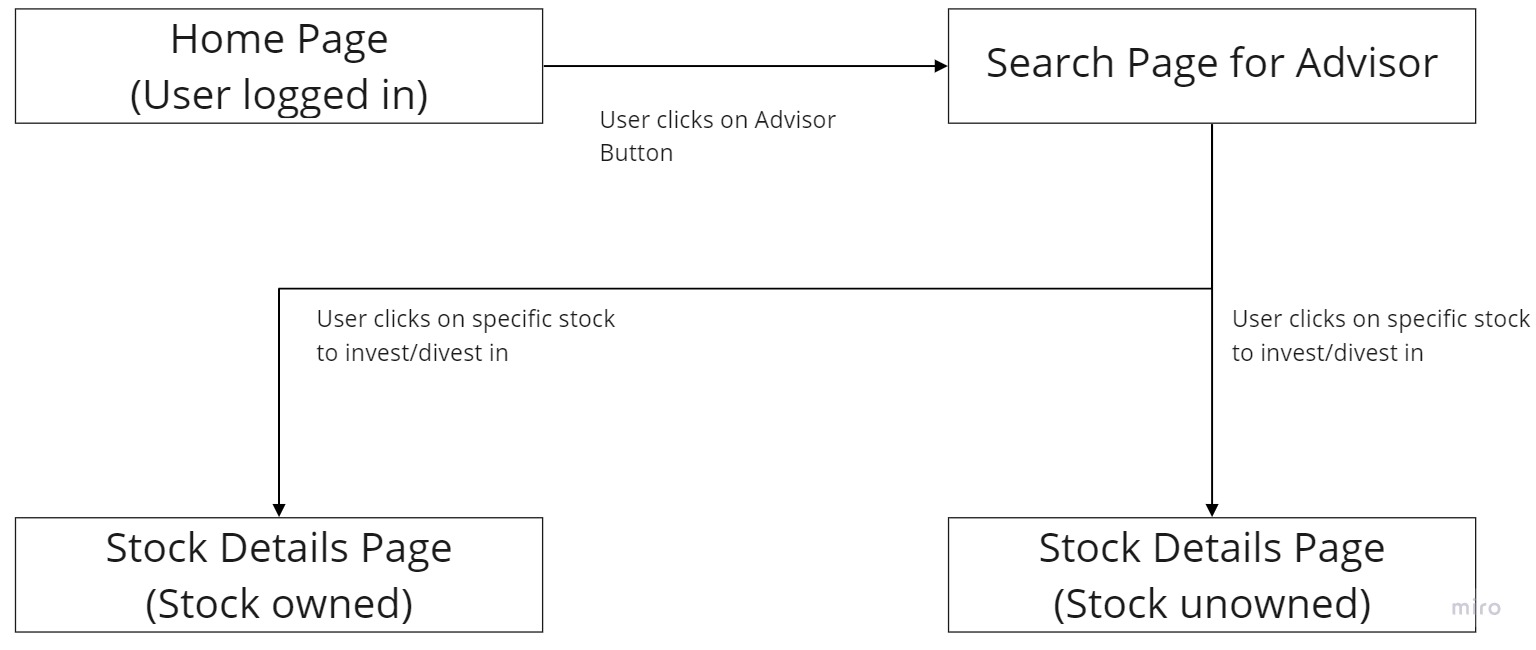 Home Page
(User logged in)
Search Page for Advisor
User clicks on Advisor
Button
User clicks on specific stock
to invest/divest in
User clicks on specific stock
to invest/divest in
Stock Details Page
(Stock owned)
Stock Details Page
(Stock unowned)
miro